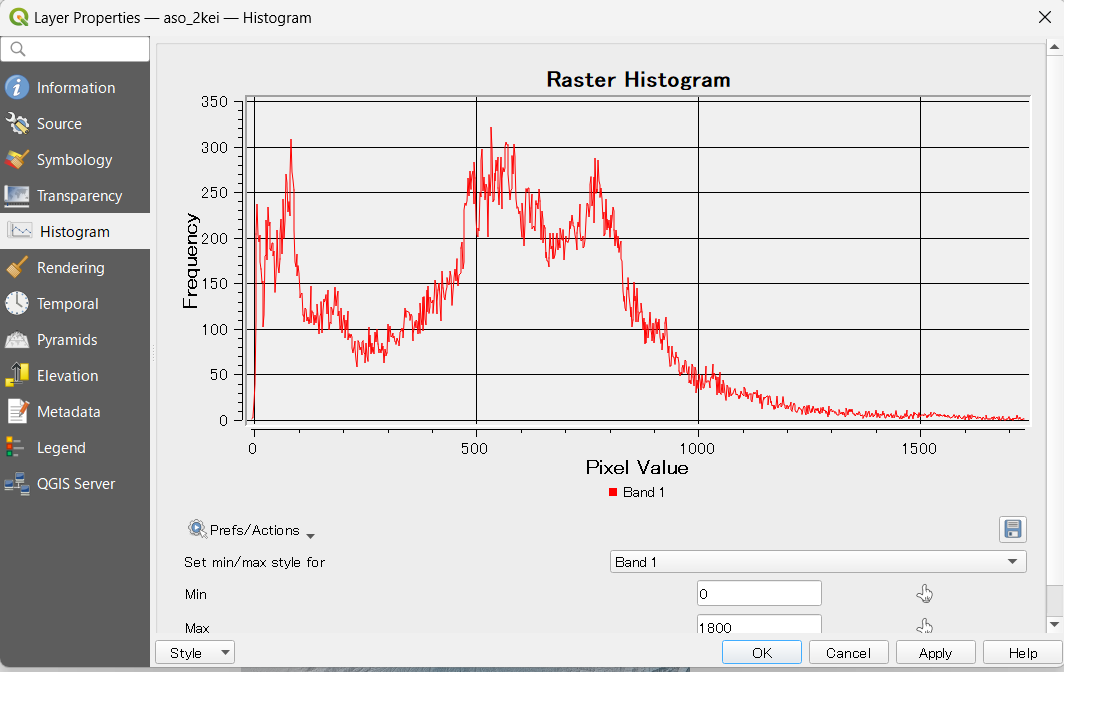 Layer Properties — aso_2kei — Histogram
Information
Source
Symbology
Transparency
Histogram
Rendering
Temporal
Pyramids
Elevation
Metadata
Legend
QGIS Server
Raster Histogram
350
300
250
200
150
100
50
0
Frequency
0 500 1000 1500
Pixel Value
Band 1
Prefs/Actions
Set min/max style for Band 1
Min 0
Max 1800
Style OK Cancel Apply Help